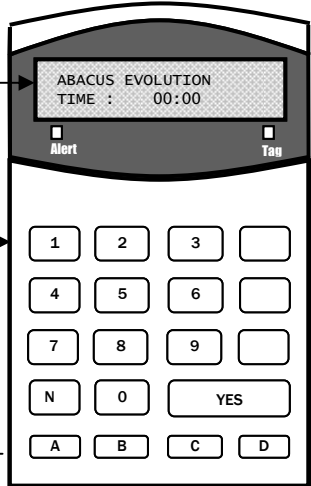 ABACUS EVOLUTION
TIME : 00:00
Alert Tag
1 2 3
4 5 6
7 8 9
N 0 YES
A B C D